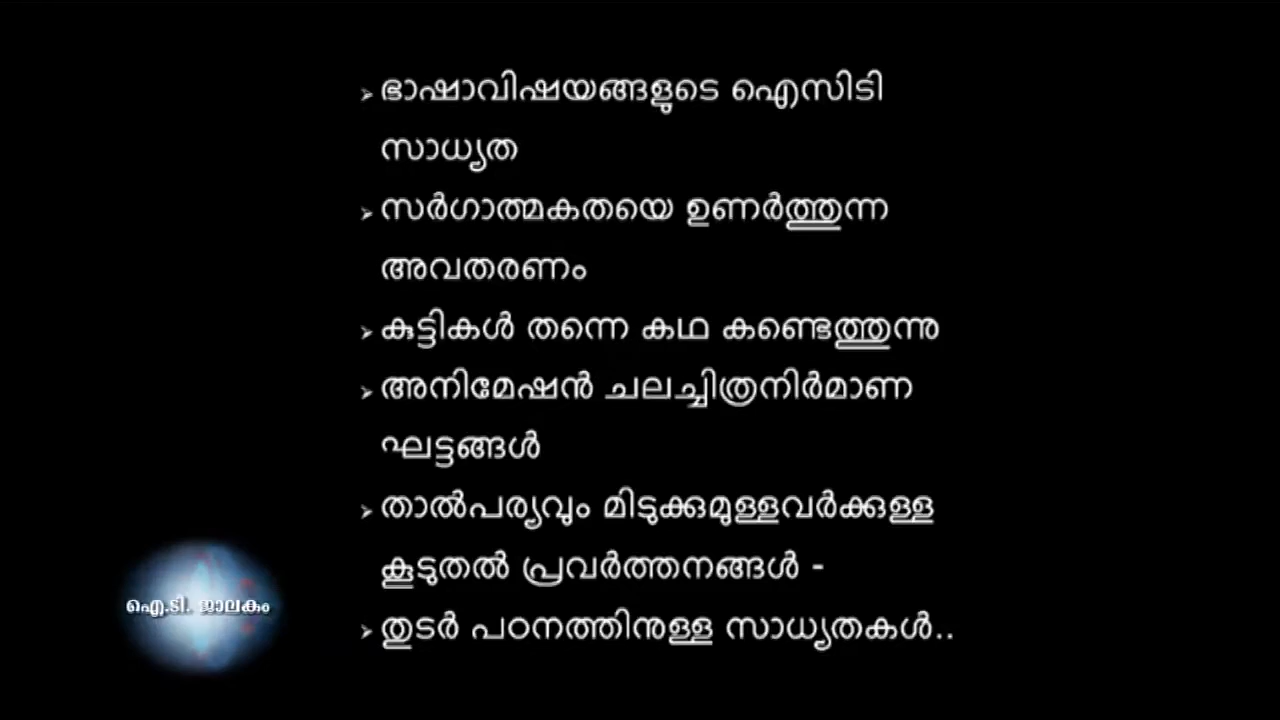 ➢ ഭാഷാവിഷയങ്ങളുടെ ഐസിടി
സാധ്യത
➢ സർഗാത്മകതയെ ഉണർത്തുന്ന
അവതരണം
➢ കുട്ടികൾ തന്നെ കഥ കണ്ടെത്തുന്നു
➢ അനിമേഷൻ ചലച്ചിത്രനിർമാണ
ഘട്ടങ്ങൾ
➢ താൽപര്യവും മിടുക്കുമുള്ളവർക്കുള്ള
കൂടുതൽ പ്രവർത്തനങ്ങൾ -
➢ തുടർ പഠനത്തിനുള്ള സാധ്യതകൾ..
ഐ.ടി. ജാലകം